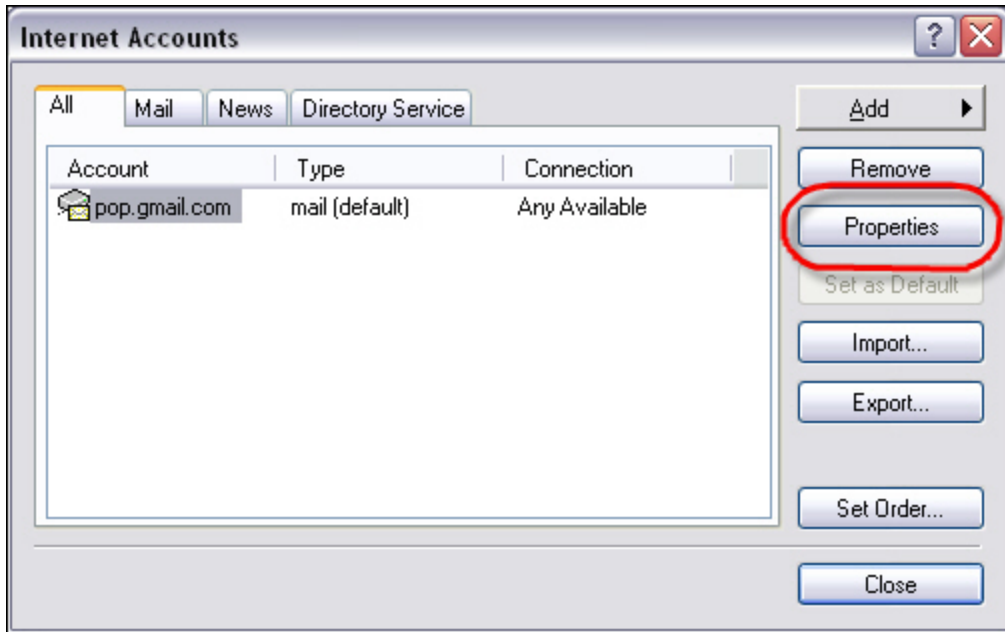 Internet Accounts
?
All Mail News Directory Service
Add
Account Type Connection
Remove
pop.gmail.com mail (default) Any Available
Properties
Set as Default
Import...
Export...
Set Order...
Close